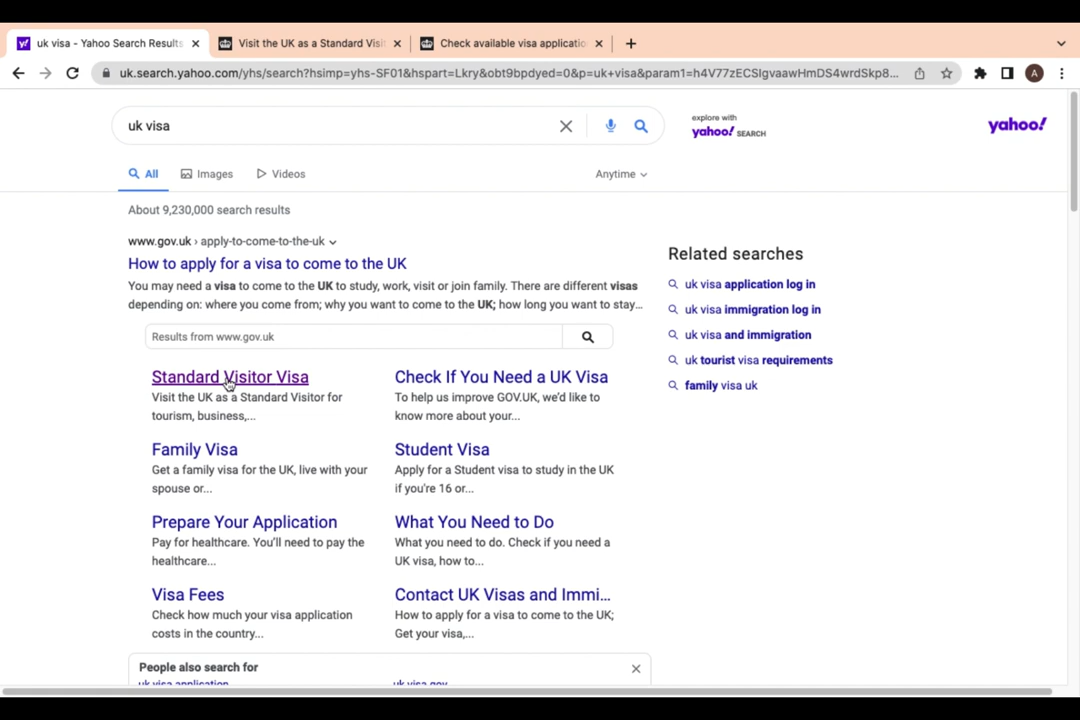 uk visa - Yahoo Search Results
Visit the UK as a Standard Visit
Check available visa applicatio
uk.search.yahoo.com/yhs/search?hsimp=yhs-SF01&hspart=Lkry&obt9bpdyed=0&p=uk+visa&param1=h4V77zECSIgvaawHmDS4wrdSkp8...
A
uk visa
explore with
yahoo! SEARCH
yahoo!
All Images Videos Anytime
About 9,230,000 search results
www.gov.uk › apply-to-come-to-the-uk
How to apply for a visa to come to the UK
You may need a visa to come to the UK to study, work, visit or join family. There are different visas
depending on: where you come from; why you want to come to the UK; how long you want to stay...
Results from www.gov.uk
Standard Visitor Visa
Visit the UK as a Standard Visitor for
tourism, business,...
Check If You Need a UK Visa
To help us improve GOV.UK, we'd like to
know more about your...
Family Visa
Get a family visa for the UK, live with your
spouse or...
Student Visa
Apply for a Student visa to study in the UK
if you're 16 or...
Prepare Your Application
Pay for healthcare. You'll need to pay the
healthcare...
What You Need to Do
What you need to do. Check if you need a
UK visa, how to...
Visa Fees
Check how much your visa application
costs in the country...
Contact UK Visas and Immi...
How to apply for a visa to come to the UK;
Get your visa,...
People also search for
uk visa application
uk visa gov
Related searches
uk visa application log in
uk visa immigration log in
uk visa and immigration
uk tourist visa requirements
family visa uk